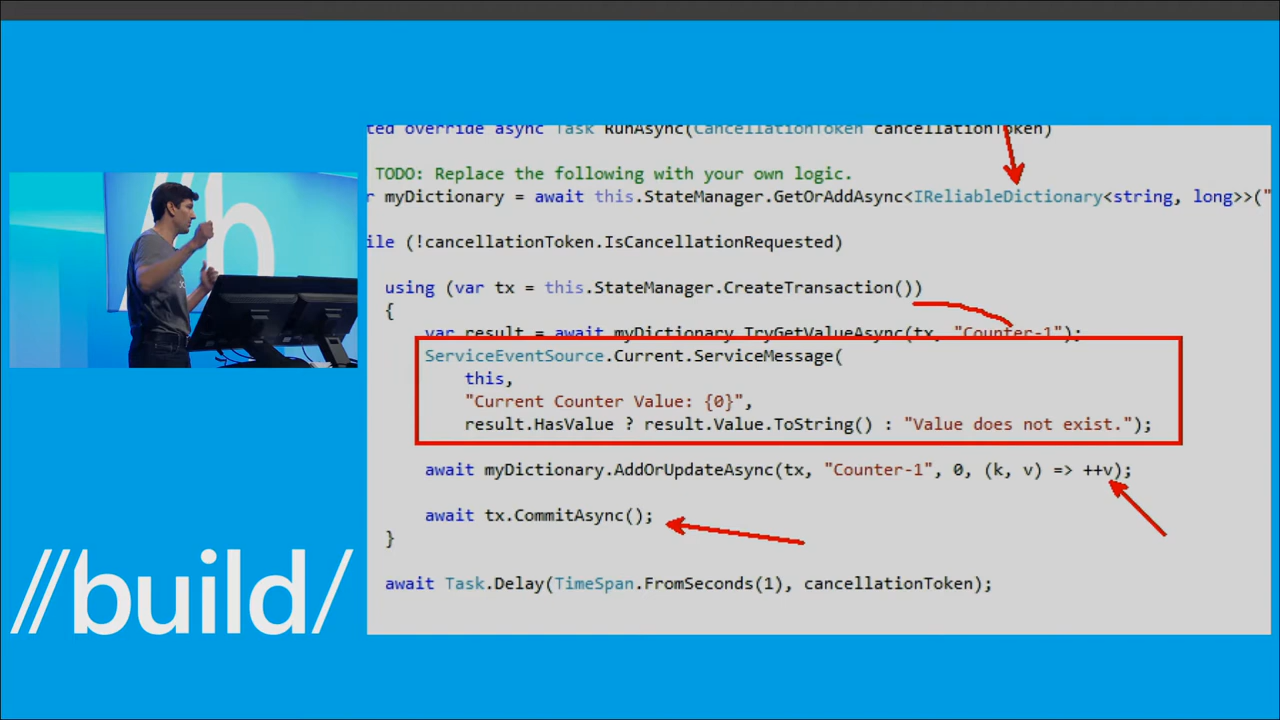 ted override async Task RunAsync(CancellationToken cancellationToken)
TODO: Replace the following with your own logic.
r myDictionary = await this.StateManager.GetOrAddAsync<IReliableDictionary<string, long>>("
ile (!cancellationToken.IsCancellationRequested)
using (var tx = this.StateManager.CreateTransaction())
{
var result = await myDictionary.TryGetValueAsync(tx, "Counter-1");
ServiceEventSource.Current.ServiceMessage(
this,
"Current Counter Value: {0}",
result.HasValue ? result.Value.ToString() : "Value does not exist.");
await myDictionary.AddOrUpdateAsync(tx, "Counter-1", 0, (k, v) => ++v);
await tx.CommitAsync();
}
await Task.Delay(TimeSpan.FromSeconds(1), cancellationToken);
//build/